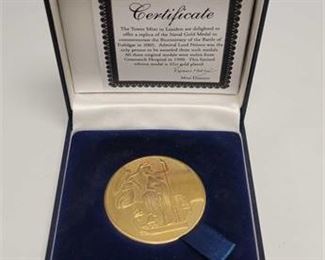 Certificate
The Tower Mint in London are delighted to
offer a replica of the Naval Gold Medal to
commemorate the Bicentenary of the Battle of
Trafalgar in 2005. Admiral Lord Nelson was the
only person to be awarded three such medals.
All three original medals were stolen from
Greenwich Hospital in 1900. This limited
edition medal is 22ct gold plated
Mint Director